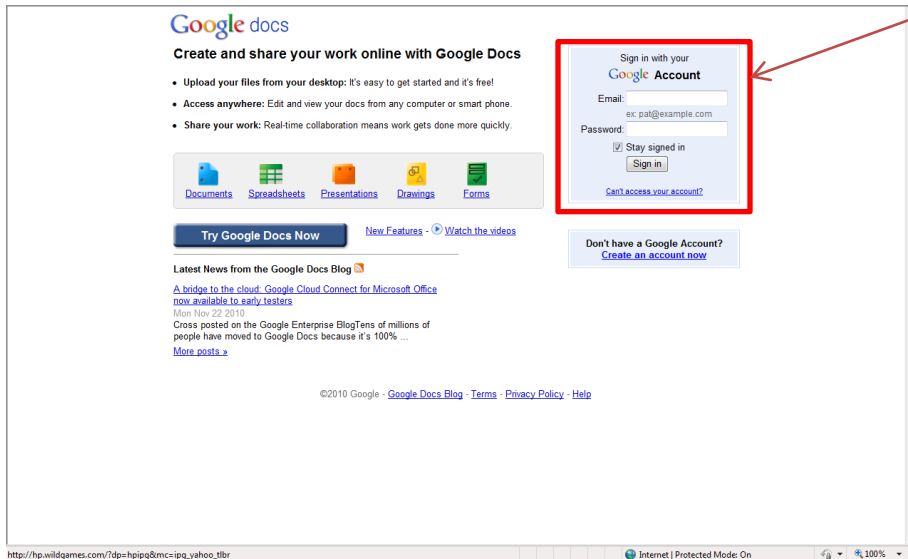 Google docs
Create and share your work online with Google Docs
• Upload your files from your desktop: It's easy to get started and it's free!
• Access anywhere: Edit and view your docs from any computer or smart phone.
• Share your work: Real-time collaboration means work gets done more quickly.
Documents Spreadsheets Presentations Drawings Forms
Try Google Docs Now
New Features - Watch the videos
Latest News from the Google Docs Blog
A bridge to the cloud: Google Cloud Connect for Microsoft Office
now available to early testers
Mon Nov 22 2010
Cross posted on the Google Enterprise BlogTens of millions of
people have moved to Google Docs because it's 100% ...
More posts »
Sign in with your
Google Account
Email:
ex: pat@example.com
Password:
Stay signed in
Sign in
Can't access your account?
Don't have a Google Account?
Create an account now
©2010 Google - Google Docs Blog - Terms - Privacy Policy - Help
http://hp.wildgames.com/?dp=hpipq&mc=ipq_yahoo_tlbr
Internet | Protected Mode: On
100%